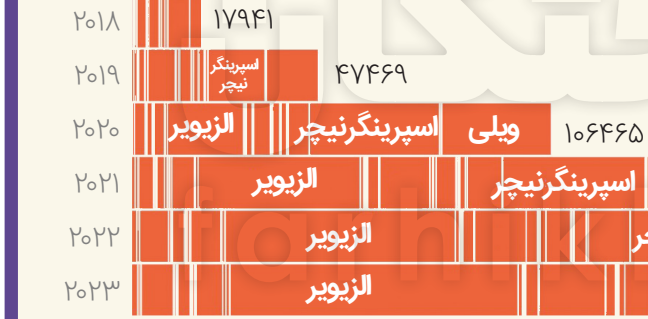 ۲۰۱۸ ۱۷۹۴۱
۲۰۱۹ اسپرینگر نیچر ۴۷۴۶۹
۲۰۲۰ الزیویر اسپرینگرنیچر ویلی ۱۰۶۴۶۵
۲۰۲۱ الزیویر اسپرینگرنیچر
۲۰۲۲ الزیویر
۲۰۲۳ الزیویر